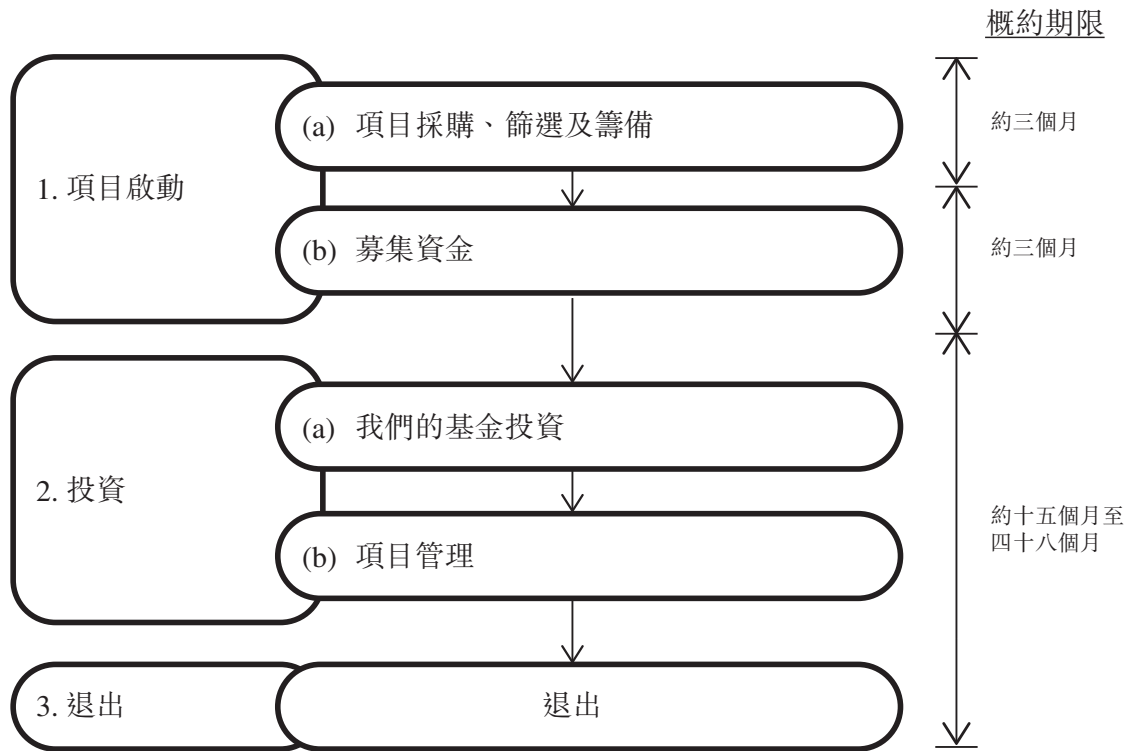 概約期限
(a) 項目採購、篩選及籌備
約三個月
1. 項目啟動
(b) 募集資金
約三個月
(a) 我們的基金投資
2. 投資
約十五個月至
四十八個月
(b) 項目管理
3. 退出
退出